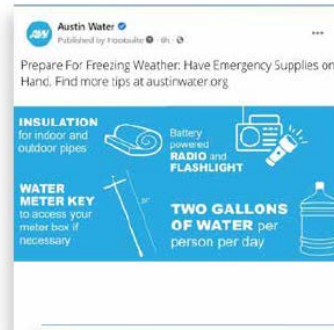 AW
Austin Water
Published by Hootsuite · 6h ·
Prepare For Freezing Weather: Have Emergency Supplies on
Hand. Find more tips at austinwater.org
INSULATION
for indoor and
outdoor pipes
Battery
powered
RADIO and
FLASHLIGHT
WATER
METER KEY
to access your
meter box if
necessary
TWO GALLONS
OF WATER per
person per day